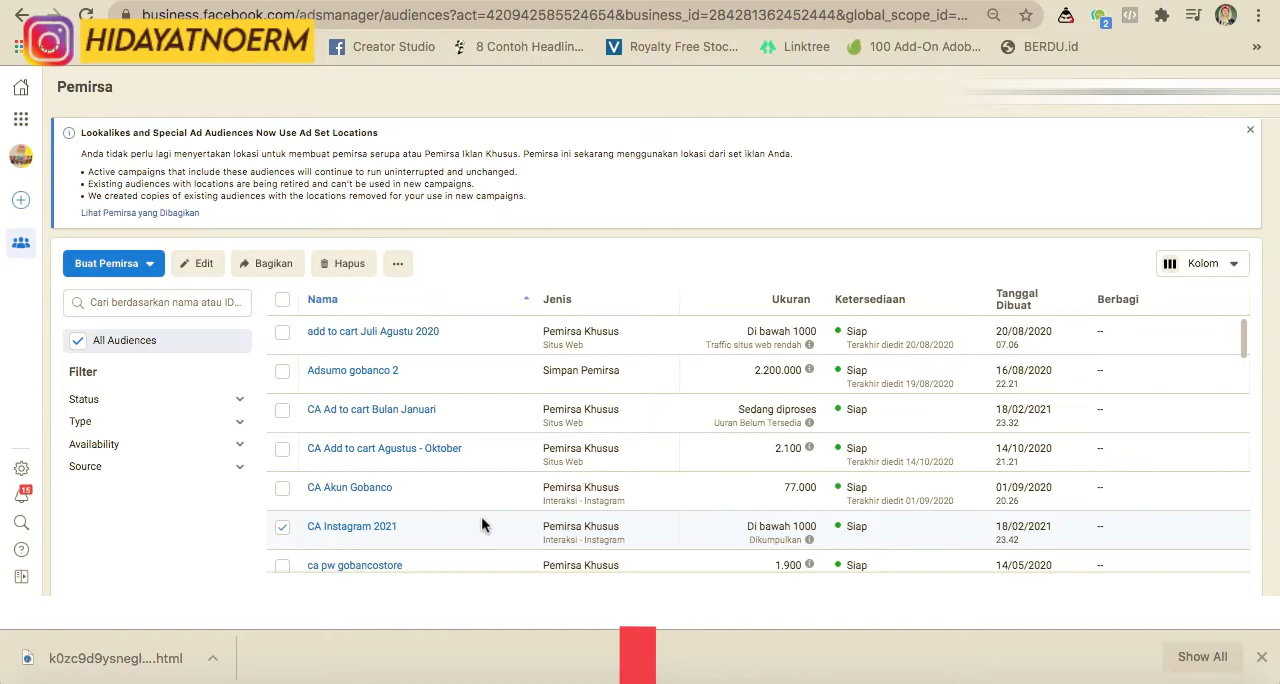 business.facebook.com/adsmanager/audiences?act=420942585524654&business_id=284281362452444&global_scope_id=...
2
HIDAYATNOERM
Creator Studio
8 Contoh Headlin...
Royalty Free Stoc...
Linktree
100 Add-On Adob...
BERDU.id
»
Pemirsa
Lookalikes and Special Ad Audiences Now Use Ad Set Locations
Anda tidak perlu lagi menyertakan lokasi untuk membuat pemirsa serupa atau Pemirsa Iklan Khusus. Pemirsa ini sekarang menggunakan lokasi dari set iklan Anda.
• Active campaigns that include these audiences will continue to run uninterrupted and unchanged.
• Existing audiences with locations are being retired and can't be used in new campaigns.
• We created copies of existing audiences with the locations removed for your use in new campaigns.
Lihat Pemirsa yang Dibagikan
Buat Pemirsa
Edit
Bagikan
Hapus
...
Kolom
Cari berdasarkan nama atau ID...
All Audiences
Filter
Status
Type
Availability
Source
15
Nama Jenis Ukuran Ketersediaan Tanggal Dibuat Berbagi
add to cart Juli Agustu 2020 Pemirsa Khusus Di bawah 1000 Siap 20/08/2020 --
Situs Web Traffic situs web rendah Terakhir diedit 20/08/2020 07.06
Adsumo gobanco 2 Simpan Pemirsa 2.200.000 Siap 16/08/2020 --
Terakhir diedit 19/08/2020 22.21
CA Ad to cart Bulan Januari Pemirsa Khusus Sedang diproses Siap 18/02/2021 --
Situs Web Uuran Belum Tersedia 23.32
CA Add to cart Agustus - Oktober Pemirsa Khusus 2.100 Siap 14/10/2020 --
Situs Web Terakhir diedit 14/10/2020 21.21
CA Akun Gobanco Pemirsa Khusus 77.000 Siap 01/09/2020 --
Interaksi - Instagram Terakhir diedit 01/09/2020 20.26
CA Instagram 2021 Pemirsa Khusus Di bawah 1000 Siap 18/02/2021 --
Interaksi - Instagram Dikumpulkan 23.42
ca pw gobancostore Pemirsa Khusus 1.900 Siap 14/05/2020 --
k0zc9d9ysnegl....html
Show All